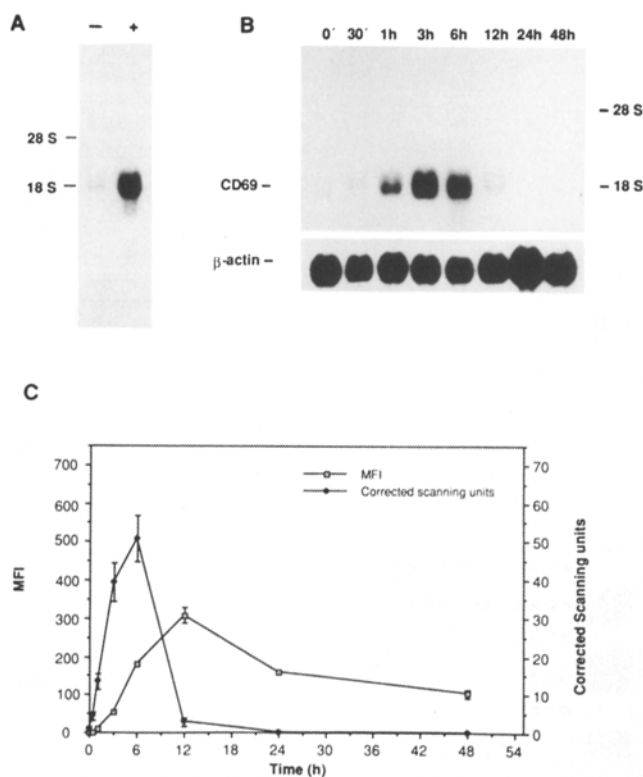 A
B
− +
0´ 30´ 1h 3h 6h 12h 24h 48h
28 S –
18 S –
– 28 S
CD69 – – 18 S
β-actin –
C
MFI
Corrected scanning units
700
600
500
400
300
200
100
0
MFI
70
60
50
40
30
20
10
0
Corrected Scanning units
0 6 12 18 24 30 36 42 48 54
Time (h)